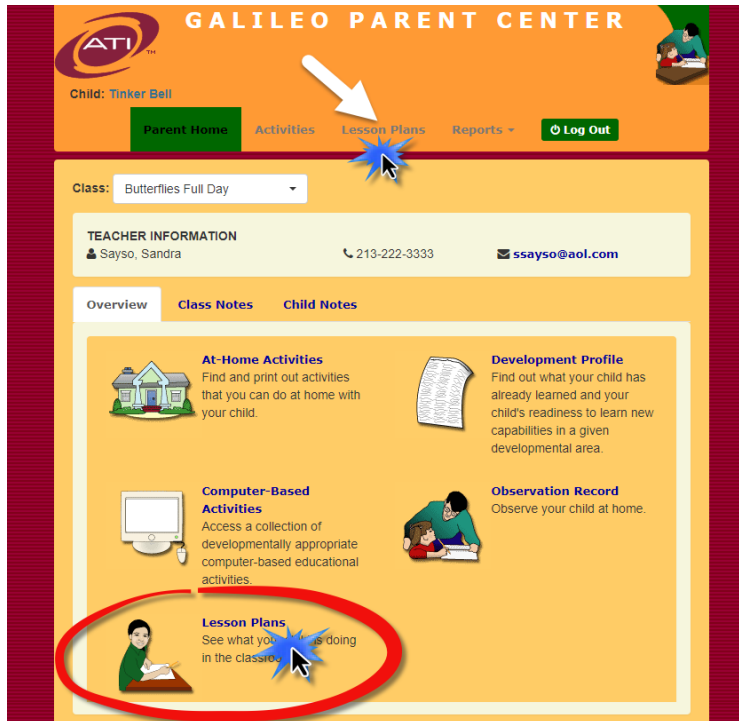 GALILEO PARENT CENTER
ATI TM
Child: Tinker Bell
Parent Home Activities Lesson Plans Reports Log Out
Class: Butterflies Full Day
TEACHER INFORMATION
Sayso, Sandra 213-222-3333 ssayso@aol.com
Overview Class Notes Child Notes
At-Home Activities
Find and print out activities
that you can do at home with
your child.
Development Profile
Find out what your child has
already learned and your
child's readiness to learn new
capabilities in a given
developmental area.
Computer-Based
Activities
Access a collection of
developmentally appropriate
computer-based educational
activities.
Observation Record
Observe your child at home.
Lesson Plans
See what doing
in the